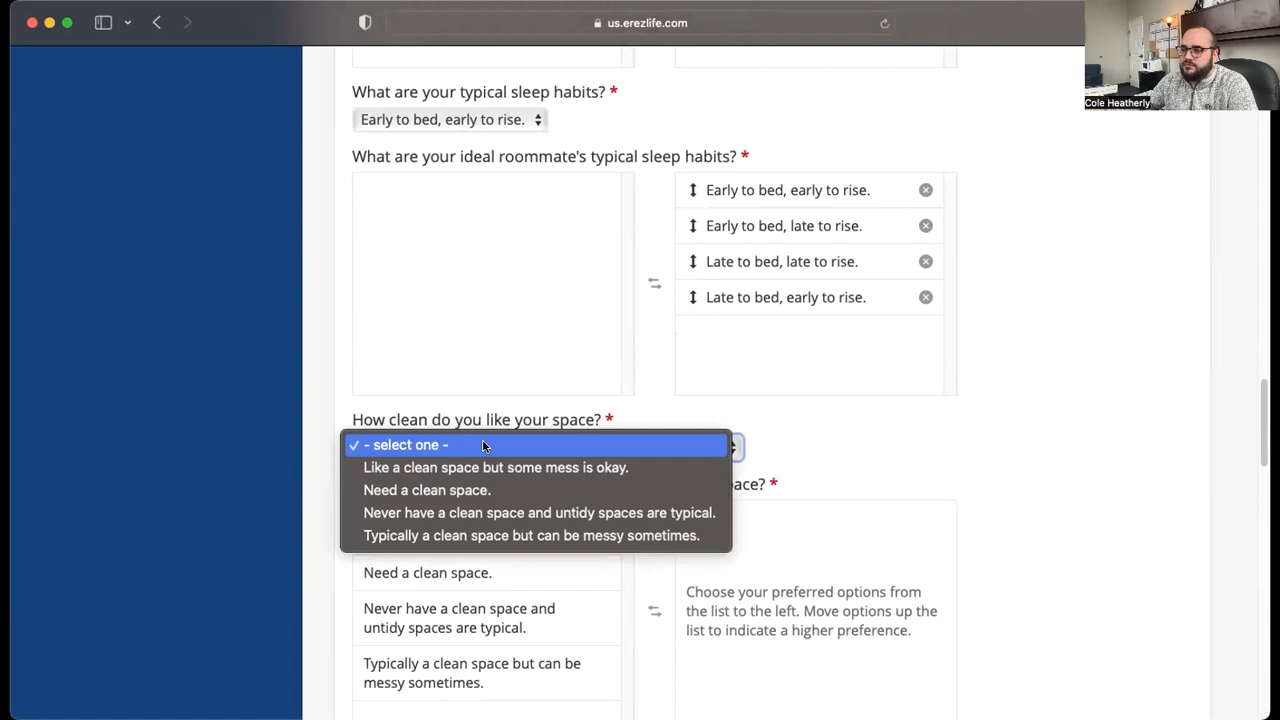 us.erezlife.com
Cole Heatherly
What are your typical sleep habits? *
Early to bed, early to rise.
What are your ideal roommate's typical sleep habits? *
Early to bed, early to rise.
Early to bed, late to rise.
Late to bed, late to rise.
Late to bed, early to rise.
How clean do you like your space? *
✓ - select one -
Like a clean space but some mess is okay.
Need a clean space.
Never have a clean space and untidy spaces are typical.
Typically a clean space but can be messy sometimes.
ace? *
Need a clean space.
Never have a clean space and
untidy spaces are typical.
Typically a clean space but can be
messy sometimes.
Choose your preferred options from
the list to the left. Move options up the
list to indicate a higher preference.